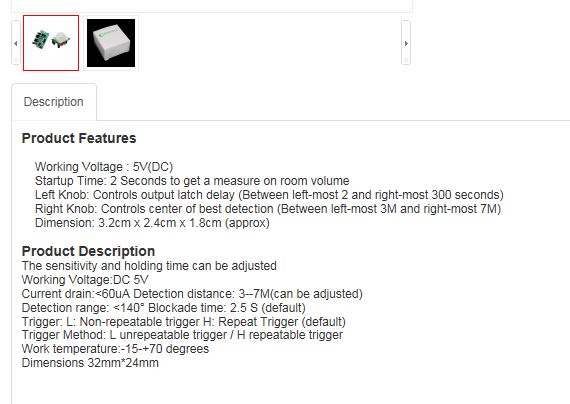 Description
Product Features
Working Voltage : 5V(DC)
Startup Time: 2 Seconds to get a measure on room volume
Left Knob: Controls output latch delay (Between left-most 2 and right-most 300 seconds)
Right Knob: Controls center of best detection (Between left-most 3M and right-most 7M)
Dimension: 3.2cm x 2.4cm x 1.8cm (approx)
Product Description
The sensitivity and holding time can be adjusted
Working Voltage:DC 5V
Current drain:<60uA Detection distance: 3--7M(can be adjusted)
Detection range: <140° Blockade time: 2.5 S (default)
Trigger: L: Non-repeatable trigger H: Repeat Trigger (default)
Trigger Method: L unrepeatable trigger / H repeatable trigger
Work temperature:-15-+70 degrees
Dimensions 32mm*24mm